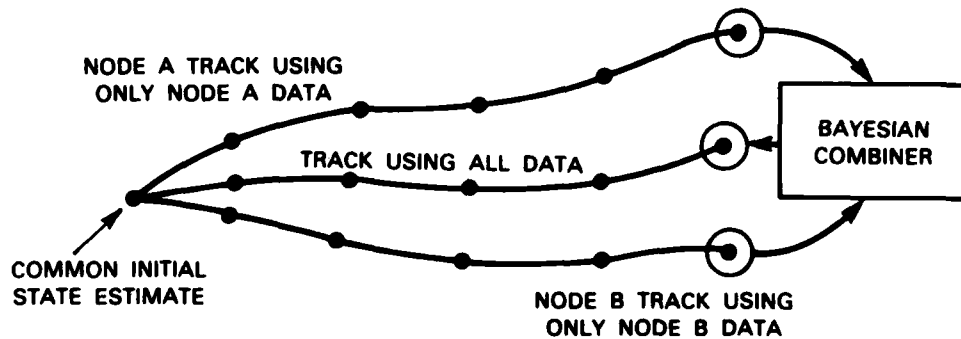 NODE A TRACK USING
ONLY NODE A DATA
BAYESIAN
COMBINER
TRACK USING ALL DATA
COMMON INITIAL
STATE ESTIMATE
NODE B TRACK USING
ONLY NODE B DATA